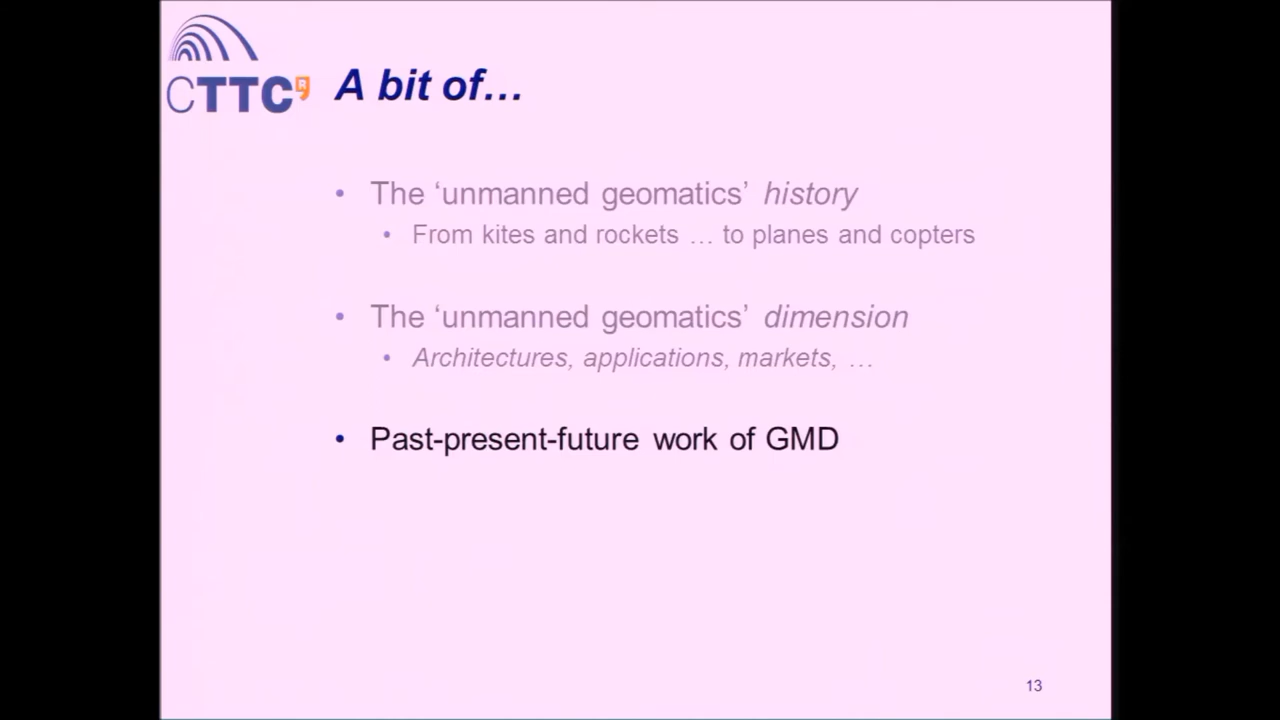 CTTC
R
A bit of…
• The ‘unmanned geomatics’ history
• From kites and rockets … to planes and copters
• The ‘unmanned geomatics’ dimension
• Architectures, applications, markets, …
• Past-present-future work of GMD
13